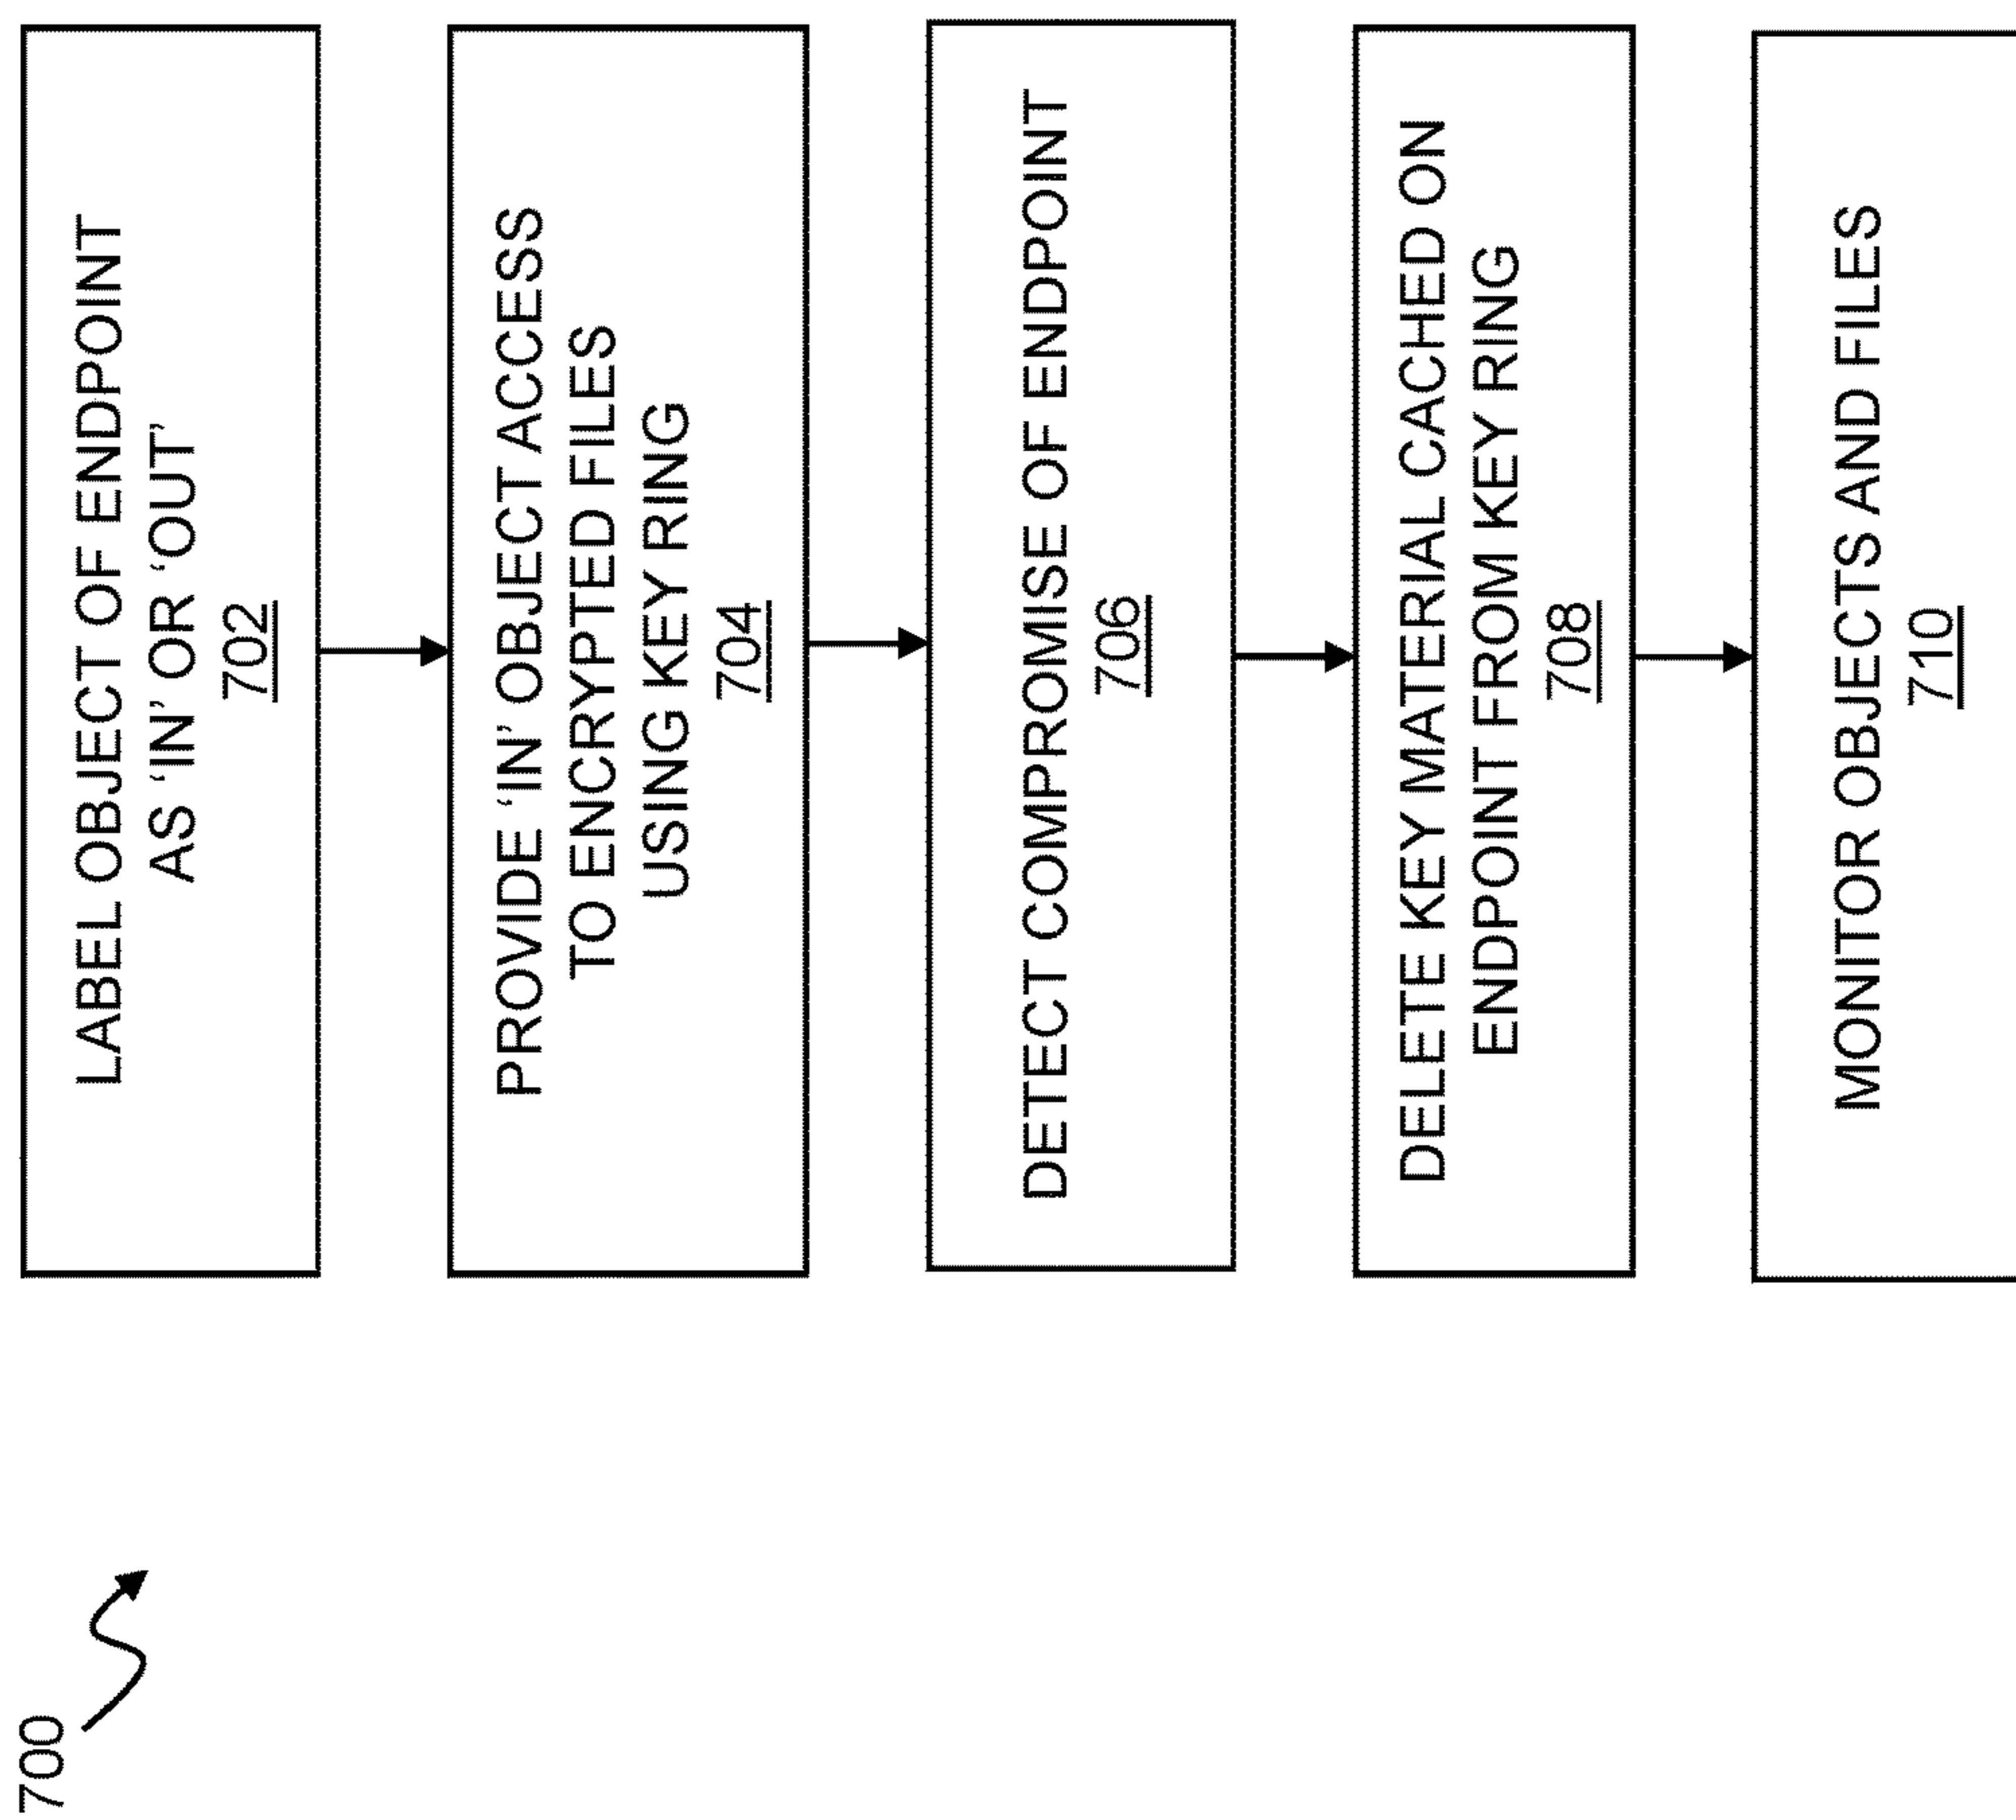 700
LABEL OBJECT OF ENDPOINT
AS ‘IN’ OR ‘OUT’
702
PROVIDE ‘IN’ OBJECT ACCESS
TO ENCRYPTED FILES
USING KEY RING
704
DETECT COMPROMISE OF ENDPOINT
706
DELETE KEY MATERIAL CACHED ON
ENDPOINT FROM KEY RING
708
MONITOR OBJECTS AND FILES
710